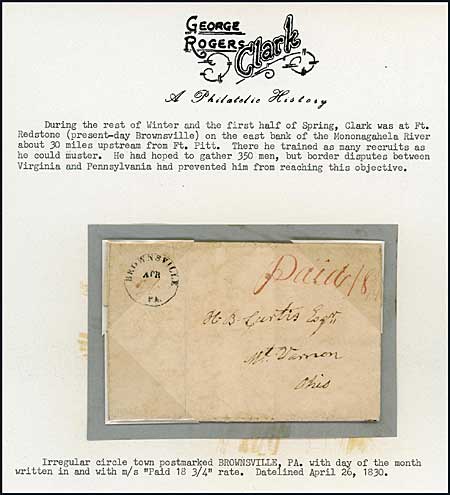 GEORGE
ROGERS
Clark
A Philatelic History
During the rest of Winter and the first half of Spring, Clark was at Ft.
Redstone (present-day Brownsville) on the east bank of the Mononagahela River
about 30 miles upstream from Ft. Pitt. There he trained as many recruits as
he could muster. He had hoped to gather 350 men, but border disputes between
Virginia and Pennsylvania had prevented him from reaching this objective.
BROWNSVILLE
APR
PA.
Paid 18
H B Curtis Esqr
Mt. Varnon
Ohio
Irregular circle town postmarked BROWNSVILLE, PA. with day of the month
written in and with m/s "Paid 18 3/4" rate. Datelined April 26, 1830.